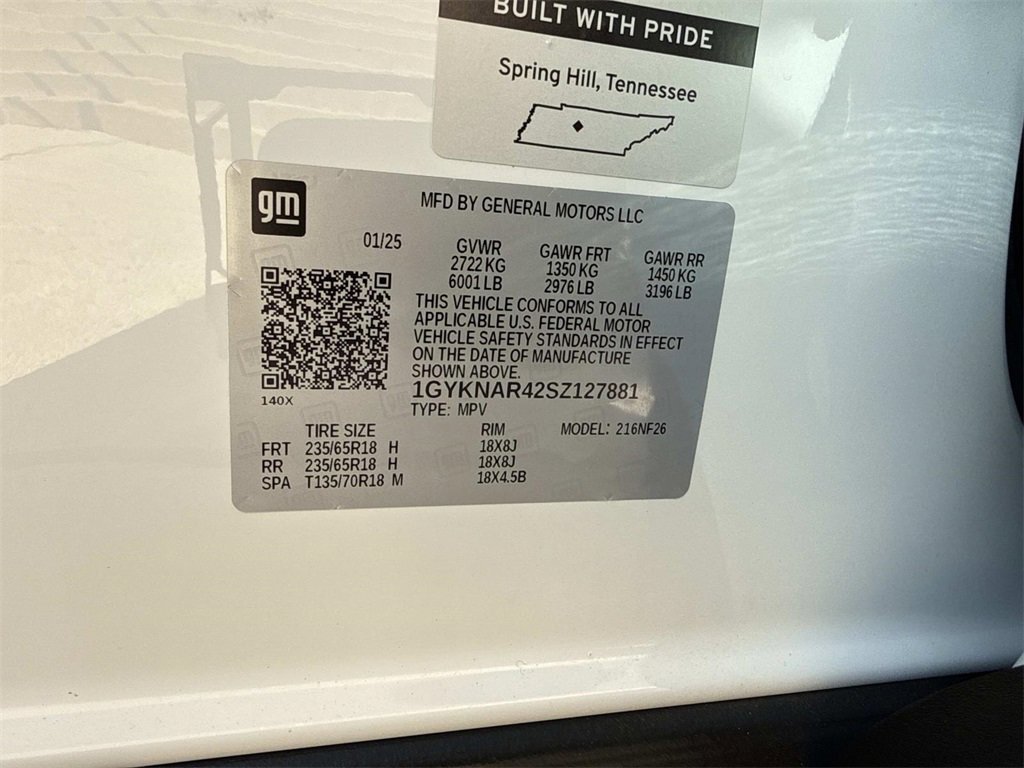 BUILT WITH PRIDE
Spring Hill, Tennessee
gm
MFD BY GENERAL MOTORS LLC
01/25 GVWR GAWR FRT GAWR RR
2722 KG 1350 KG 1450 KG
6001 LB 2976 LB 3196 LB
THIS VEHICLE CONFORMS TO ALL
APPLICABLE U.S. FEDERAL MOTOR
VEHICLE SAFETY STANDARDS IN EFFECT
ON THE DATE OF MANUFACTURE
SHOWN ABOVE.
1GYKNAR42SZ127881
140X
TYPE: MPV
TIRE SIZE RIM MODEL: 216NF26
FRT 235/65R18 H 18X8J
RR 235/65R18 H 18X8J
SPA T135/70R18 M 18X4.5B